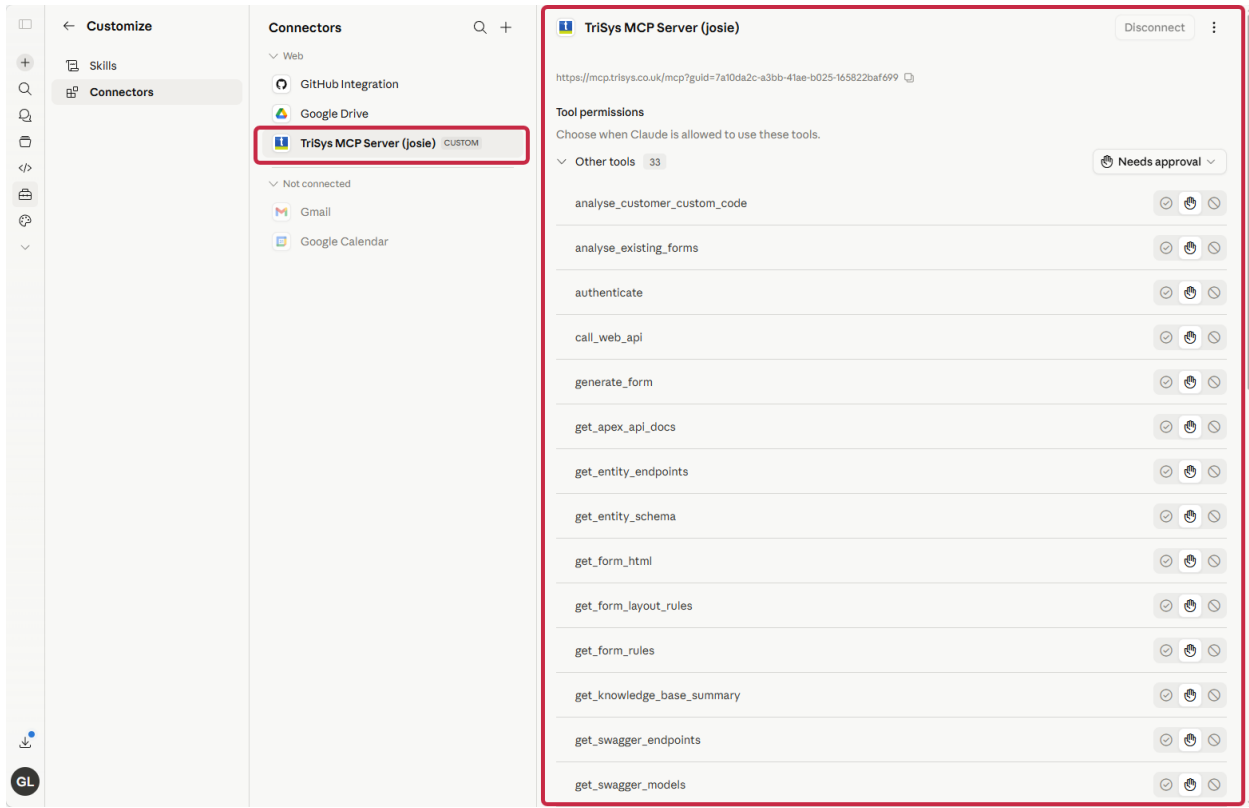 Customize
Skills
Connectors
GL
Connectors
Web
GitHub Integration
Google Drive
TriSys MCP Server (josie) CUSTOM
Not connected
Gmail
Google Calendar
TriSys MCP Server (josie)
Disconnect
https://mcp.trisys.co.uk/mcp?guid=7a10da2c-a3bb-41ae-b025-165822baf699
Tool permissions
Choose when Claude is allowed to use these tools.
Other tools 33
Needs approval
analyse_customer_custom_code
analyse_existing_forms
authenticate
call_web_api
generate_form
get_apex_api_docs
get_entity_endpoints
get_entity_schema
get_form_html
get_form_layout_rules
get_form_rules
get_knowledge_base_summary
get_swagger_endpoints
get_swagger_models